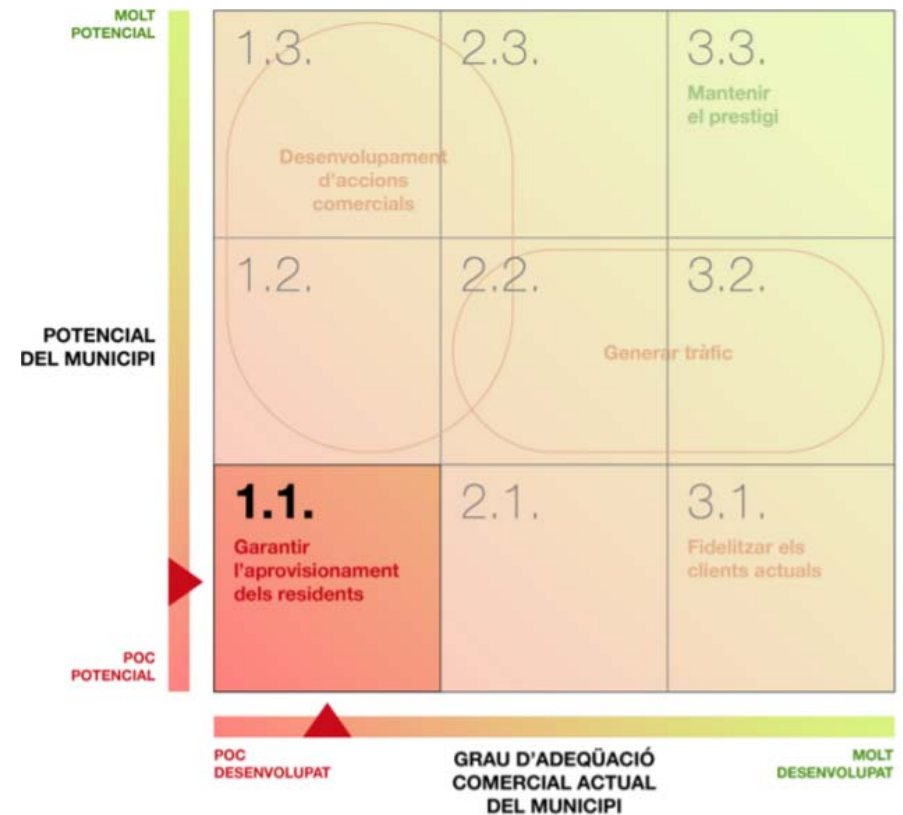 MOLT
POTENCIAL
1.3.
2.3.
3.3.
Mantenir
el prestigi
Desenvolupament
d'accions
comercials
1.2.
2.2.
3.2.
POTENCIAL
DEL MUNICIPI
Generar tràfic
1.1.
2.1.
3.1.
Garantir
l'aprovisionament
dels residents
Fidelitzar els
clients actuals
POC
POTENCIAL
POC
DESENVOLUPAT
GRAU D'ADEQÜACIÓ
COMERCIAL ACTUAL
DEL MUNICIPI
MOLT
DESENVOLUPAT